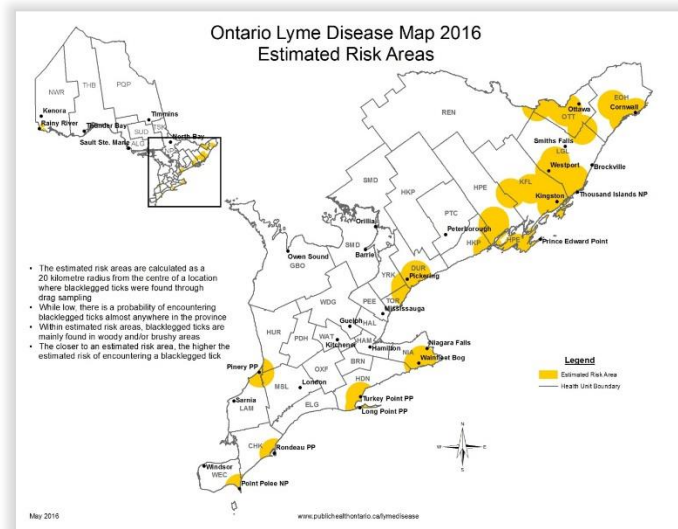 Ontario Lyme Disease Map 2016
Estimated Risk Areas
NWR
THB
PQP
Kenora
Rainy River
Thunder Bay
Timmins
SUD
TSK
ALG
North Bay
Sault Ste. Marie
NPS
REN
Ottawa
OTT
EOH
Cornwall
Smiths Falls
LGL
Brockville
Westport
KFL
Kingston
Thousand Islands NP
SMD
HKP
HPE
PTC
Peterborough
HKP
HPE
Prince Edward Point
Orillia
SMD
Barrie
Owen Sound
GBO
YRK
DUR
Pickering
TOR
PEE
Mississauga
WDG
Guelph
HAL
HUR
PDH
WAT
Kitchener
HAM
Hamilton
Niagara Falls
NIA
Wainfleet Bog
BRN
OXF
HDN
Pinery PP
MSL
London
Turkey Point PP
Sarnia
LAM
ELG
Long Point PP
CHK
Rondeau PP
Windsor
WEC
Point Pelee NP
• The estimated risk areas are calculated as a
20 kilometre radius from the centre of a location
where blacklegged ticks were found through
drag sampling
• While low, there is a probability of encountering
blacklegged ticks almost anywhere in the province
• Within estimated risk areas, blacklegged ticks are
mainly found in woody and/or brushy areas
• The closer to an estimated risk area, the higher the
estimated risk of encountering a blacklegged tick
Legend
Estimated Risk Area
Health Unit Boundary
N
W
E
S
May 2016
www.publichealthontario.ca/lymedisease